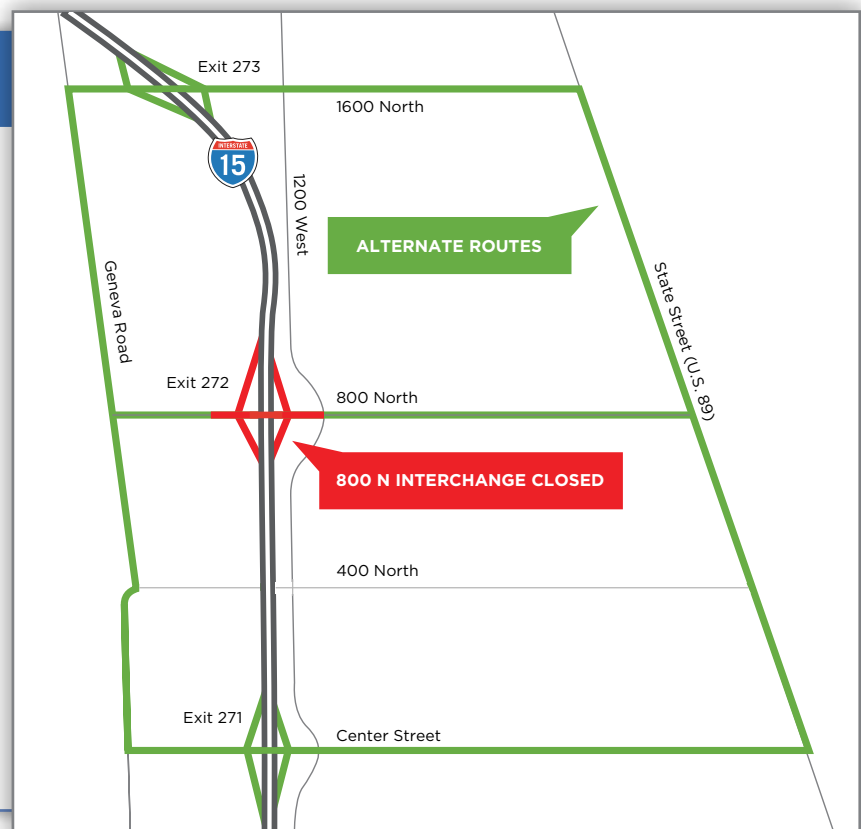 Exit 273
1600 North
INTERSTATE
15
1200 West
ALTERNATE ROUTES
Geneva Road
State Street (U.S. 89)
Exit 272
800 North
800 N INTERCHANGE CLOSED
400 North
Exit 271
Center Street